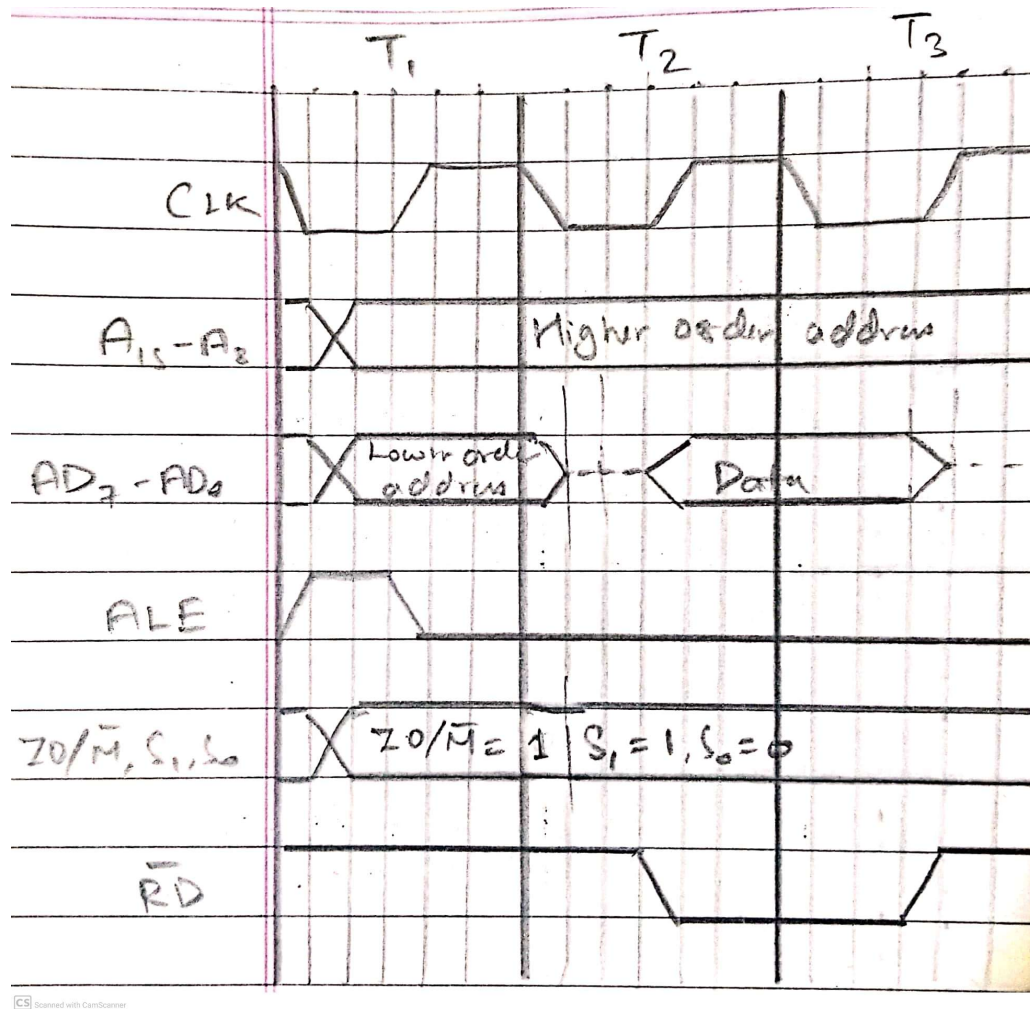 T₁ T₂ T₃
CLK
A₁₅-A₈ Higher order address
AD₇-AD₀ Lower order address Data
ALE
IO/M̄, S₁, S₀ IO/M̄ = 1 S₁ = 1, S₀ = 0
R̄D̄
CS Scanned with CamScanner